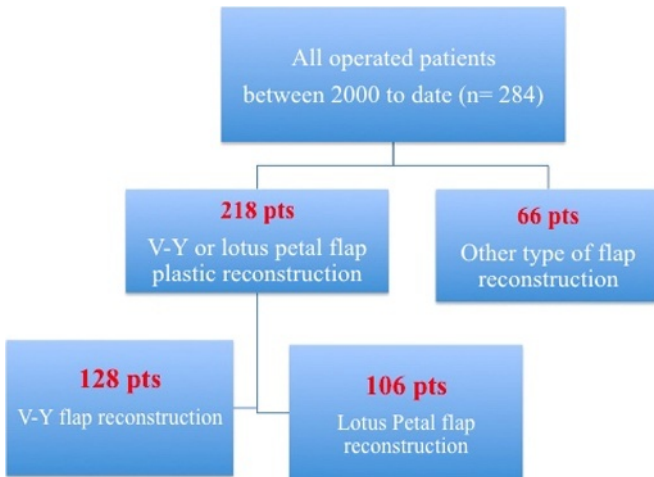 All operated patients
between 2000 to date (n= 284)
218 pts
V-Y or lotus petal flap
plastic reconstruction
66 pts
Other type of flap
reconstruction
128 pts
V-Y flap reconstruction
106 pts
Lotus Petal flap
reconstruction